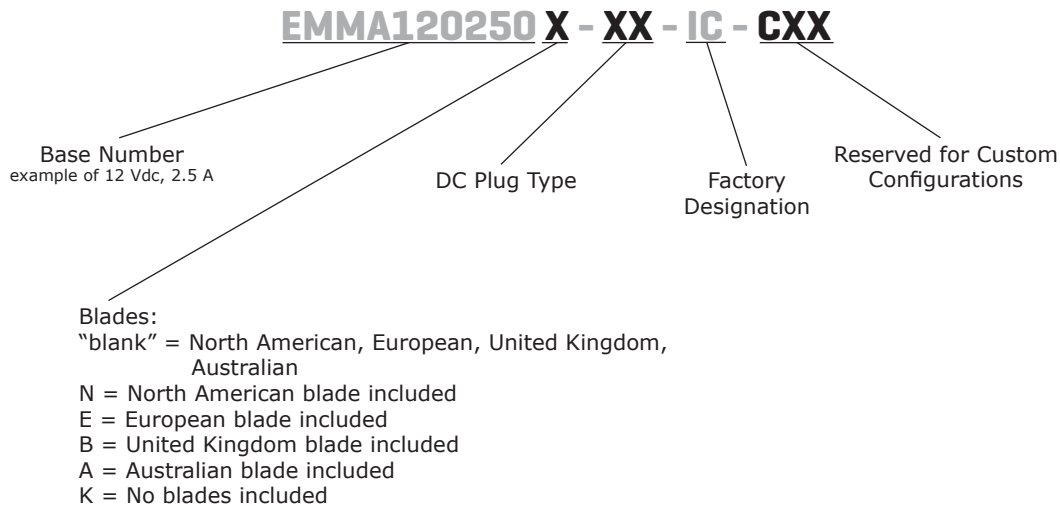 EMMA120250 X - XX - IC - CXX
Base Number
example of 12 Vdc, 2.5 A
DC Plug Type
Factory
Designation
Reserved for Custom
Configurations
Blades:
“blank” = North American, European, United Kingdom,
Australian
N = North American blade included
E = European blade included
B = United Kingdom blade included
A = Australian blade included
K = No blades included